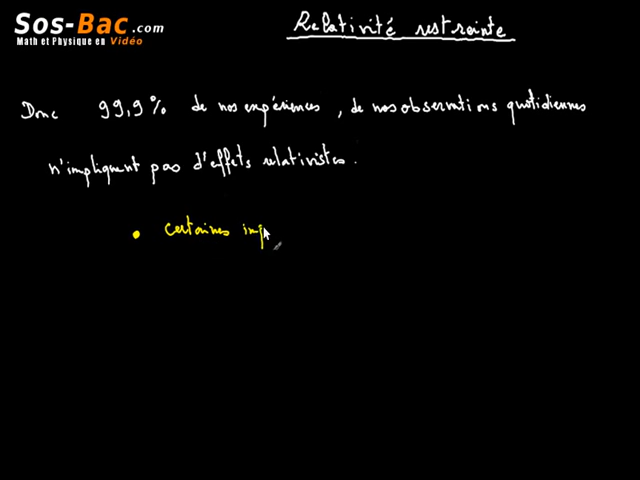 Sos-Bac.com
Math et Physique en Vidéo
Relativité restreinte
Donc 99,9% de nos expériences, de nos observations quotidiennes
n'impliquent pas d'effets relativistes.
• Certaines imp